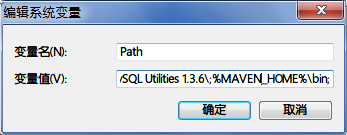 编辑系统变量
变量名(N): Path
变量值(V): SQL Utilities 1.3.6\;%MAVEN_HOME%\bin;
确定 取消